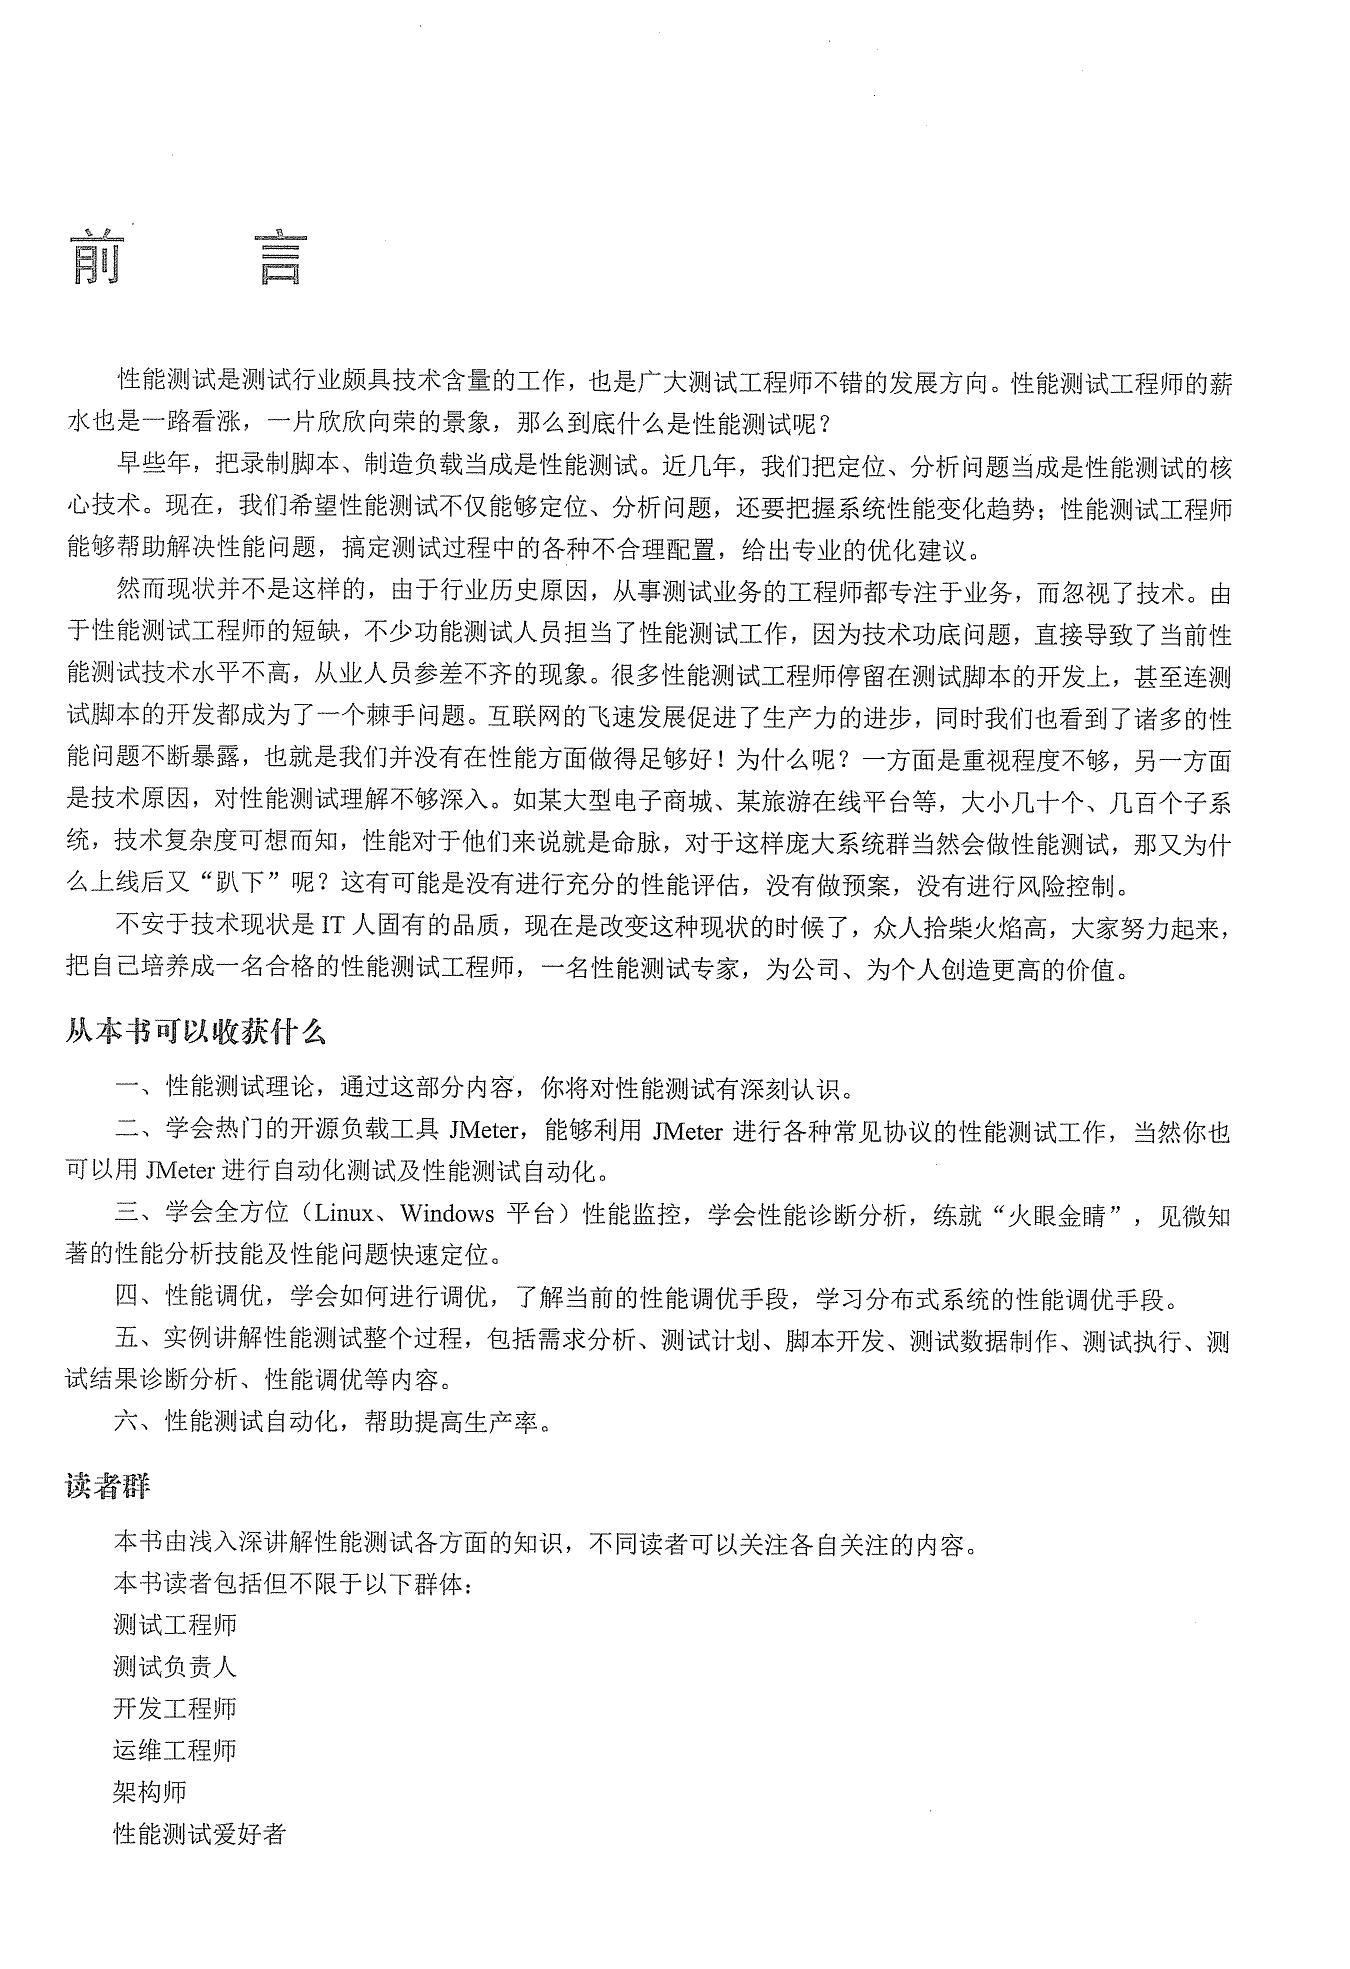 前 言
性能测试是测试行业颇具技术含量的工作，也是广大测试工程师不错的发展方向。性能测试工程师的薪
水也是一路看涨，一片欣欣向荣的景象，那么到底什么是性能测试呢？
早些年，把录制脚本、制造负载当成是性能测试。近几年，我们把定位、分析问题当成是性能测试的核
心技术。现在，我们希望性能测试不仅能够定位、分析问题，还要把握系统性能变化趋势；性能测试工程师
能够帮助解决性能问题，搞定测试过程中的各种不合理配置，给出专业的优化建议。
然而现状并不是这样的，由于行业历史原因，从事测试业务的工程师都专注于业务，而忽视了技术。由
于性能测试工程师的短缺，不少功能测试人员担当了性能测试工作，因为技术功底问题，直接导致了当前性
能测试技术水平不高，从业人员参差不齐的现象。很多性能测试工程师停留在测试脚本的开发上，甚至连测
试脚本的开发都成为了一个棘手问题。互联网的飞速发展促进了生产力的进步，同时我们也看到了诸多的性
能问题不断暴露，也就是我们并没有在性能方面做得足够好！为什么呢？一方面是重视程度不够，另一方面
是技术原因，对性能测试理解不够深入。如某大型电子商城、某旅游在线平台等，大小几十个、几百个子系
统，技术复杂度可想而知，性能对于他们来说就是命脉，对于这样庞大系统群当然会做性能测试，那又为什
么上线后又“趴下”呢？这有可能是没有进行充分的性能评估，没有做预案，没有进行风险控制。
不安于技术现状是 IT 人固有的品质，现在是改变这种现状的时候了，众人拾柴火焰高，大家努力起来，
把自己培养成一名合格的性能测试工程师，一名性能测试专家，为公司、为个人创造更高的价值。
从本书可以收获什么
一、性能测试理论，通过这部分内容，你将对性能测试有深刻认识。
二、学会热门的开源负载工具 JMeter，能够利用 JMeter 进行各种常见协议的性能测试工作，当然你也
可以用 JMeter 进行自动化测试及性能测试自动化。
三、学会全方位（Linux、Windows 平台）性能监控，学会性能诊断分析，练就“火眼金睛”，见微知
著的性能分析技能及性能问题快速定位。
四、性能调优，学会如何进行调优，了解当前的性能调优手段，学习分布式系统的性能调优手段。
五、实例讲解性能测试整个过程，包括需求分析、测试计划、脚本开发、测试数据制作、测试执行、测
试结果诊断分析、性能调优等内容。
六、性能测试自动化，帮助提高生产率。
读者群
本书由浅入深讲解性能测试各方面的知识，不同读者可以关注各自关注的内容。
本书读者包括但不限于以下群体：
测试工程师
测试负责人
开发工程师
运维工程师
架构师
性能测试爱好者